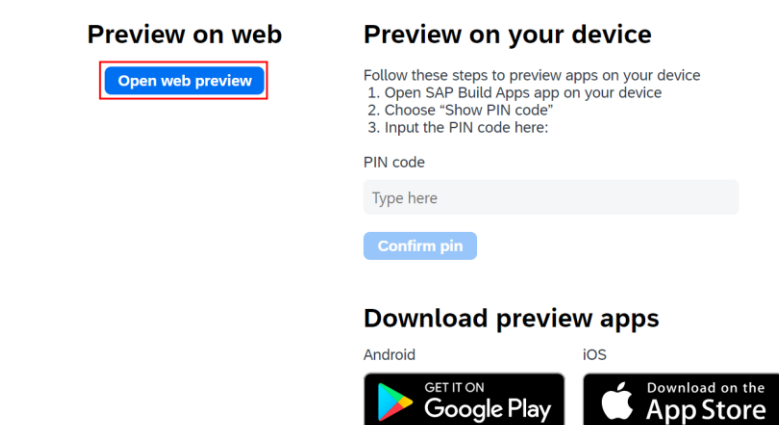 Preview on web
Open web preview
Preview on your device
Follow these steps to preview apps on your device
1. Open SAP Build Apps app on your device
2. Choose “Show PIN code”
3. Input the PIN code here:
PIN code
Type here
Confirm pin
Download preview apps
Android
GET IT ON
Google Play
iOS
Download on the
App Store